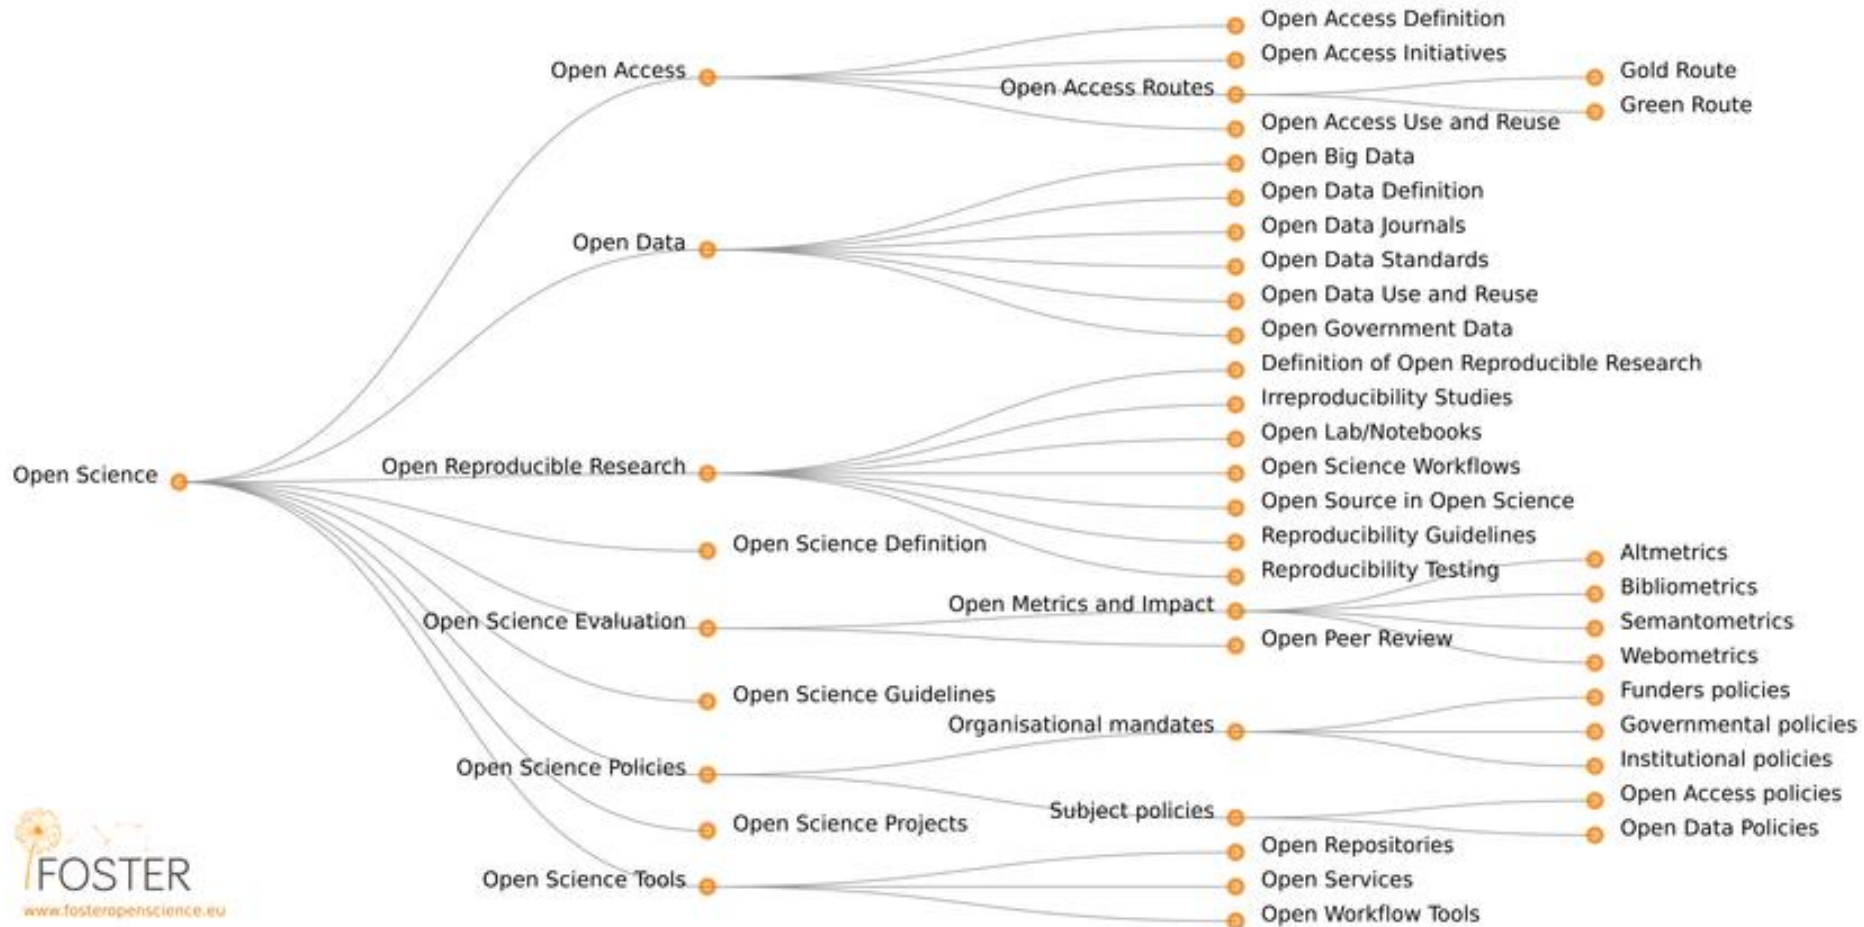 Open Access Definition
Open Access Initiatives
Open Access
Gold Route
Open Access Routes
Green Route
Open Access Use and Reuse
Open Big Data
Open Data Definition
Open Data Journals
Open Data
Open Data Standards
Open Data Use and Reuse
Open Government Data
Definition of Open Reproducible Research
Irreproducibility Studies
Open Lab/Notebooks
Open Science
Open Reproducible Research
Open Science Workflows
Open Source in Open Science
Reproducibility Guidelines
Open Science Definition
Altmetrics
Reproducibility Testing
Bibliometrics
Open Metrics and Impact
Open Science Evaluation
Semantometrics
Open Peer Review
Webometrics
Open Science Guidelines
Funders policies
Organisational mandates
Governmental policies
Institutional policies
Open Science Policies
Open Access policies
Subject policies
Open Science Projects
Open Data Policies
Open Repositories
Open Science Tools
Open Services
Open Workflow Tools
FOSTER
www.fosteropenscience.eu